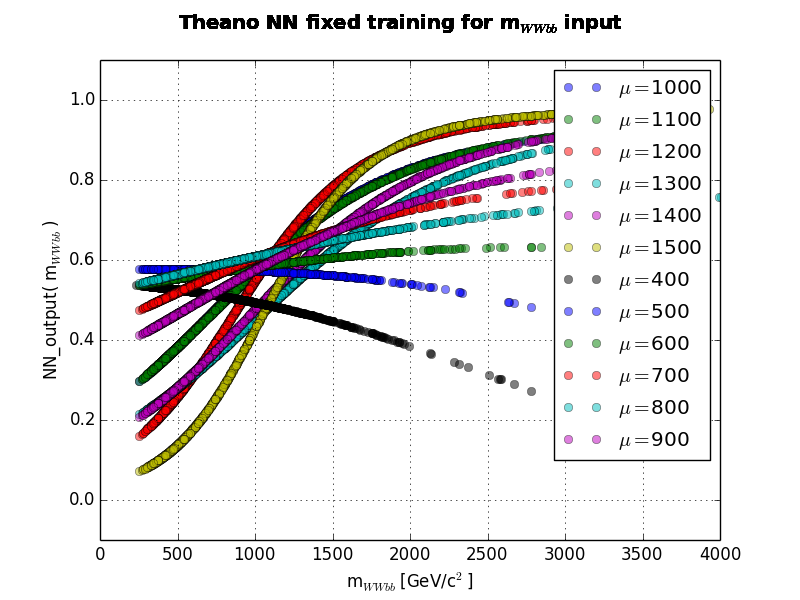 Theano NN fixed training for m_WWbb input
NN_output( m_WWbb )
1.0
0.8
0.6
0.4
0.2
0.0
μ=1000
μ=1100
μ=1200
μ=1300
μ=1400
μ=1500
μ=400
μ=500
μ=600
μ=700
μ=800
μ=900
0 500 1000 1500 2000 2500 3000 3500 4000
m_WWbb [GeV/c² ]